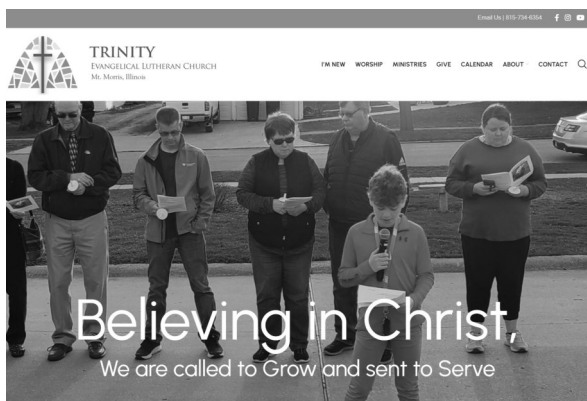 Email Us | 815-734-6354
TRINITY
EVANGELICAL LUTHERAN CHURCH
Mt. Morris, Illinois
I'M NEW WORSHIP MINISTRIES GIVE CALENDAR ABOUT CONTACT
Believing in Christ,
We are called to Grow and sent to Serve